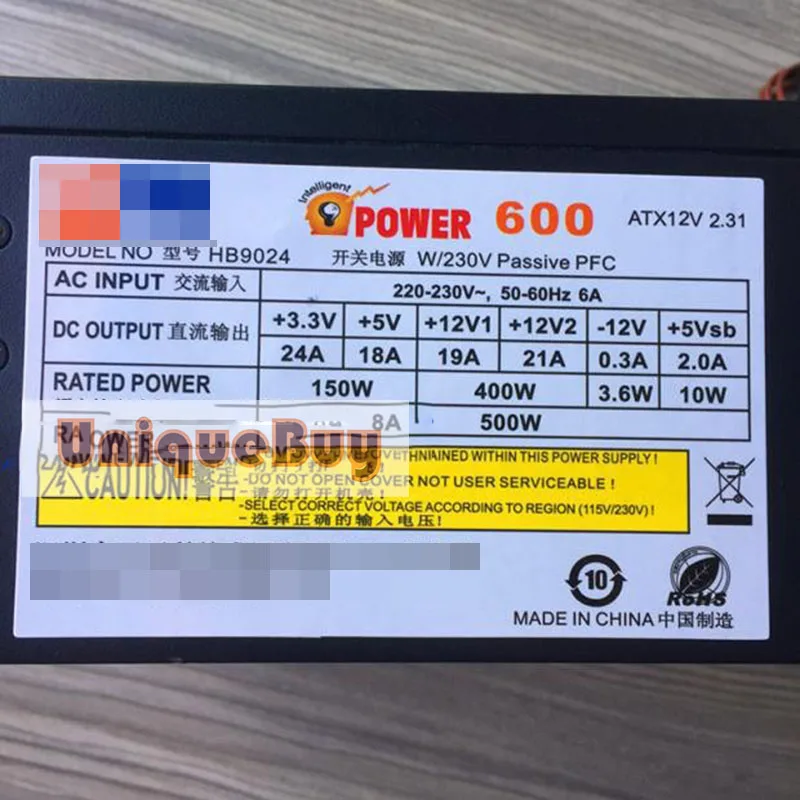 Intelligent
POWER 600 ATX12V 2.31
MODEL NO 型号 HB9024 开关电源 W/230V Passive PFC
AC INPUT 交流输入 220-230V~, 50-60Hz 6A
DC OUTPUT 直流输出 +3.3V +5V +12V1 +12V2 -12V +5Vsb
24A 18A 19A 21A 0.3A 2.0A
RATED POWER 150W 400W 3.6W 10W
8A 500W
UniqueBuy
WITHIN THIS POWER SUPPLY!
CAUTION! 警告 -DO NOT OPEN COVER NOT USER SERVICEABLE!
-请勿打开机壳!
-SELECT CORRECT VOLTAGE ACCORDING TO REGION (115V/230V)!
-选择正确的输入电压!
10
RoHS
MADE IN CHINA 中国制造